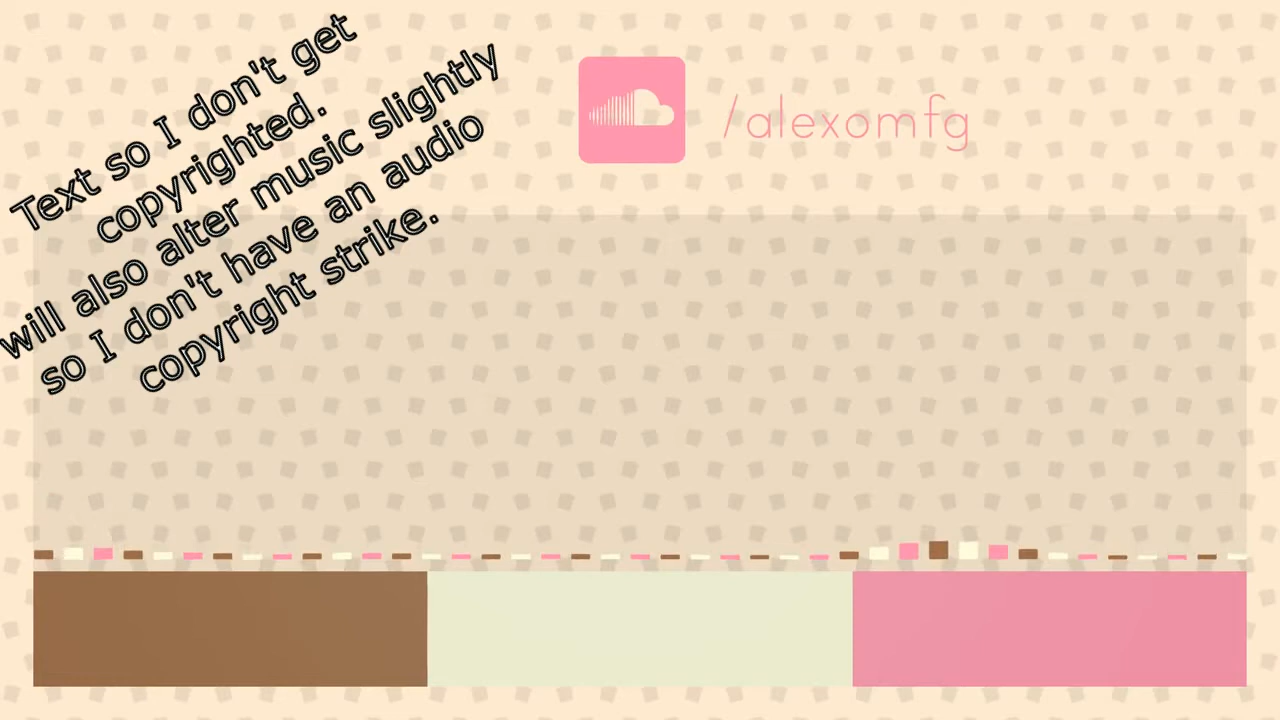 Text so I don't get
copyrighted.
will also alter music slightly
so I don't have an audio
copyright strike.
/alexomfg